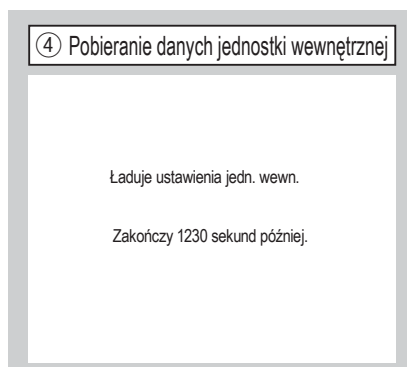 ④ Pobieranie danych jednostki wewnętrznej
Ładuje ustawienia jedn. wewn.
Zakończy 1230 sekund później.